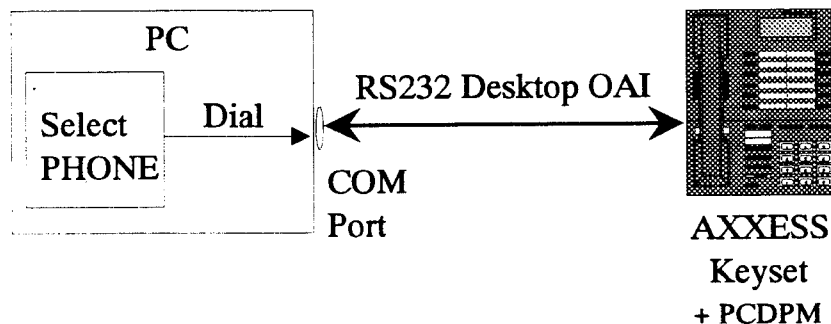 PC
Select
PHONE
Dial
RS232 Desktop OAI
COM
Port
AXXESS
Keyset
+ PCDPM